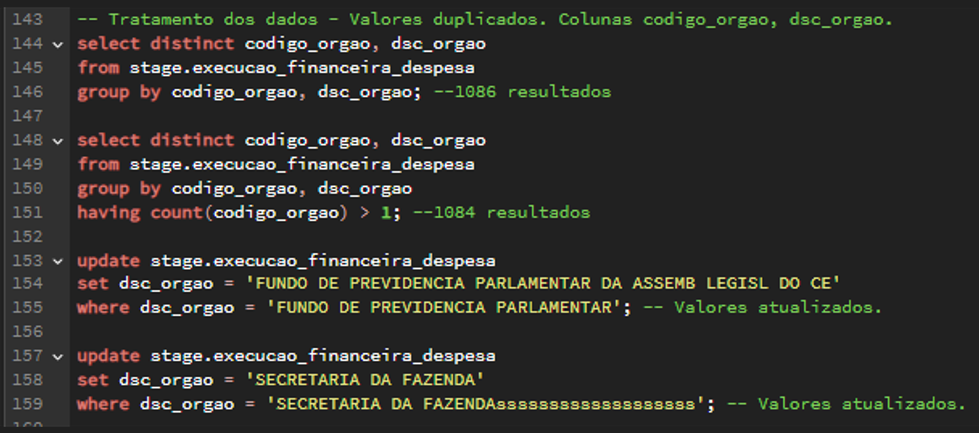 143 -- Tratamento dos dados - Valores duplicados. Colunas codigo_orgao, dsc_orgao.
144 select distinct codigo_orgao, dsc_orgao
145 from stage.execucao_financeira_despesa
146 group by codigo_orgao, dsc_orgao; --1086 resultados
147
148 select distinct codigo_orgao, dsc_orgao
149 from stage.execucao_financeira_despesa
150 group by codigo_orgao, dsc_orgao
151 having count(codigo_orgao) > 1; --1084 resultados
152
153 update stage.execucao_financeira_despesa
154 set dsc_orgao = 'FUNDO DE PREVIDENCIA PARLAMENTAR DA ASSEMB LEGISL DO CE'
155 where dsc_orgao = 'FUNDO DE PREVIDENCIA PARLAMENTAR'; -- Valores atualizados.
156
157 update stage.execucao_financeira_despesa
158 set dsc_orgao = 'SECRETARIA DA FAZENDA'
159 where dsc_orgao = 'SECRETARIA DA FAZENDAsssssssssssssssssss'; -- Valores atualizados.